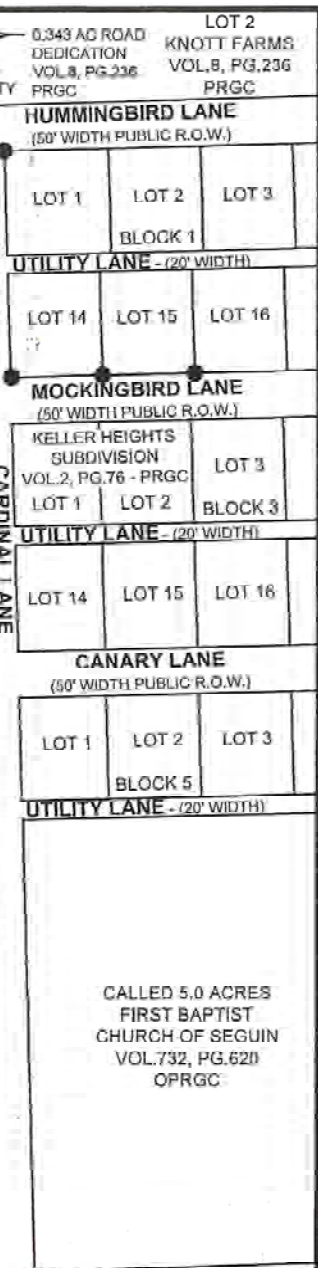 0.343 AC ROAD
DEDICATION
VOL.8, PG.236
PRGC
TY
LOT 2
KNOTT FARMS
VOL.8, PG.236
PRGC
HUMMINGBIRD LANE
(50' WIDTH PUBLIC R.O.W.)
LOT 1
LOT 2
LOT 3
BLOCK 1
UTILITY LANE - (20' WIDTH)
LOT 14
LOT 15
LOT 16
MOCKINGBIRD LANE
(50' WIDTH PUBLIC R.O.W.)
KELLER HEIGHTS
SUBDIVISION
VOL.2, PG.76 - PRGC
LOT 1
LOT 2
LOT 3
BLOCK 3
UTILITY LANE - (20' WIDTH)
CARDINAL LANE
LOT 14
LOT 15
LOT 16
CANARY LANE
(50' WIDTH PUBLIC R.O.W.)
LOT 1
LOT 2
LOT 3
BLOCK 5
UTILITY LANE - (20' WIDTH)
CALLED 5.0 ACRES
FIRST BAPTIST
CHURCH OF SEGUIN
VOL.732, PG.620
OPRGC